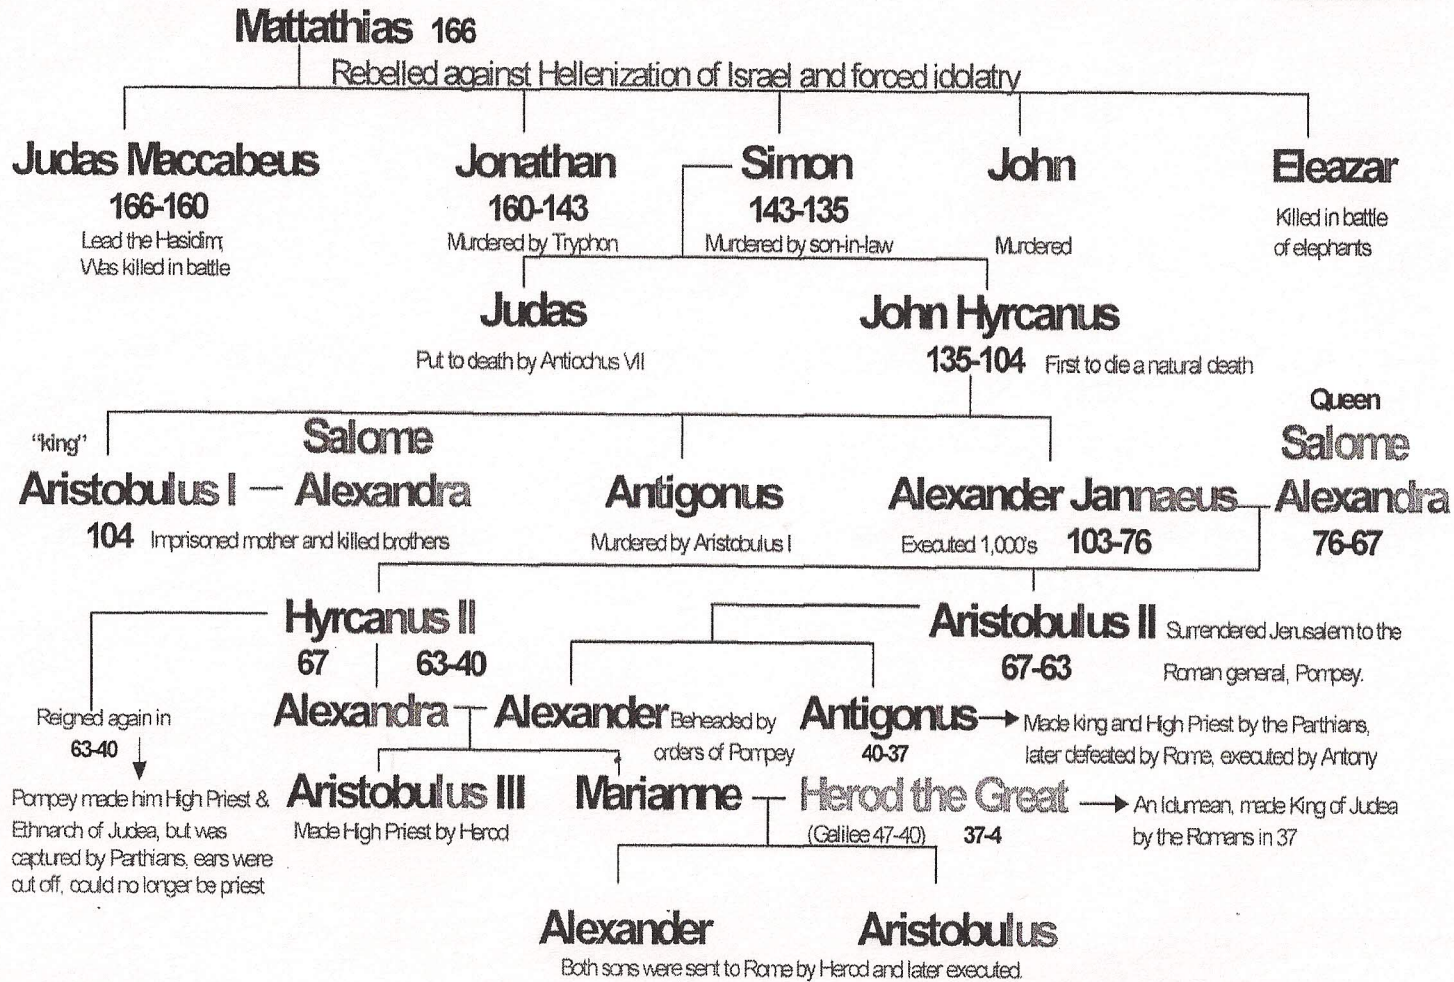 Mattathias 166
Rebelled against Hellenization of Israel and forced idolatry
Judas Maccabeus
166-160
Lead the Hasidim,
Was killed in battle
Jonathan
160-143
Murdered by Tryphon
Simon
143-135
Murdered by son-in-law
John
Murdered
Eleazar
Killed in battle
of elephants
Judas
Put to death by Antiochus VII
John Hyrcanus
135-104 First to die a natural death
"king"
Aristobulus I
104 Imprisoned mother and killed brothers
Salome
Alexandra
Antigonus
Murdered by Aristobulus I
Alexander Jannaeus
Executed 1,000's 103-76
Queen
Salome
Alexandra
76-67
Hyrcanus II
67 63-40
Aristobulus II Surrendered Jerusalem to the
67-63 Roman general, Pompey.
Reigned again in
63-40
Pompey made him High Priest &
Ethnarch of Judea, but was
captured by Parthians, ears were
cut off, could no longer be priest
Alexandra
Alexander Beheaded by
orders of Pompey
Antigonus
40-37
Made king and High Priest by the Parthians,
later defeated by Rome, executed by Antony
Aristobulus III
Made High Priest by Herod
Mariamne
Herod the Great
(Galilee 47-40) 37-4
An Idumean, made King of Judea
by the Romans in 37
Alexander
Aristobulus
Both sons were sent to Rome by Herod and later executed.